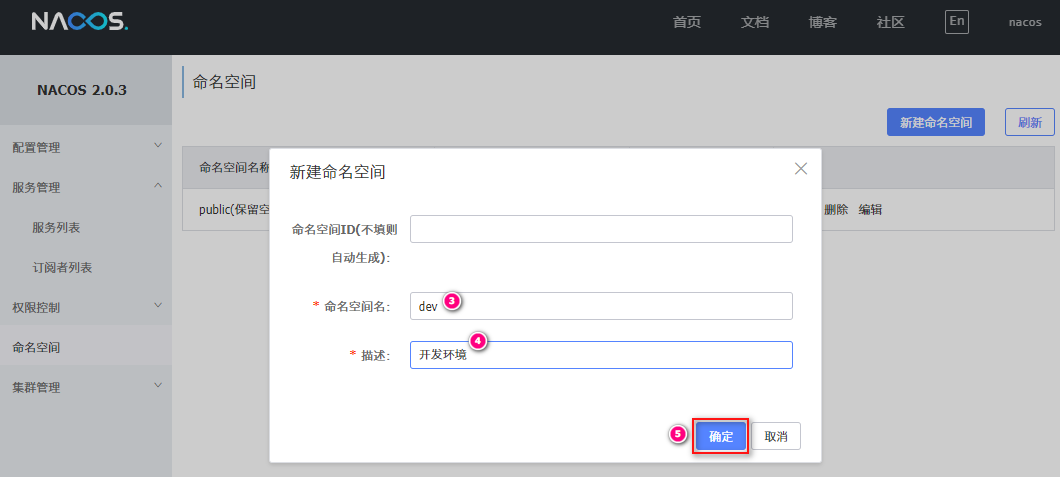 NACOS.
首页 文档 博客 社区 En nacos
NACOS 2.0.3
命名空间
新建命名空间 刷新
配置管理
服务管理
服务列表
订阅者列表
权限控制
命名空间
集群管理
命名空间名称
public(保留空
删除 编辑
新建命名空间
命名空间ID(不填则
自动生成):
* 命名空间名: dev 3
* 描述: 开发环境 4
5 确定 取消